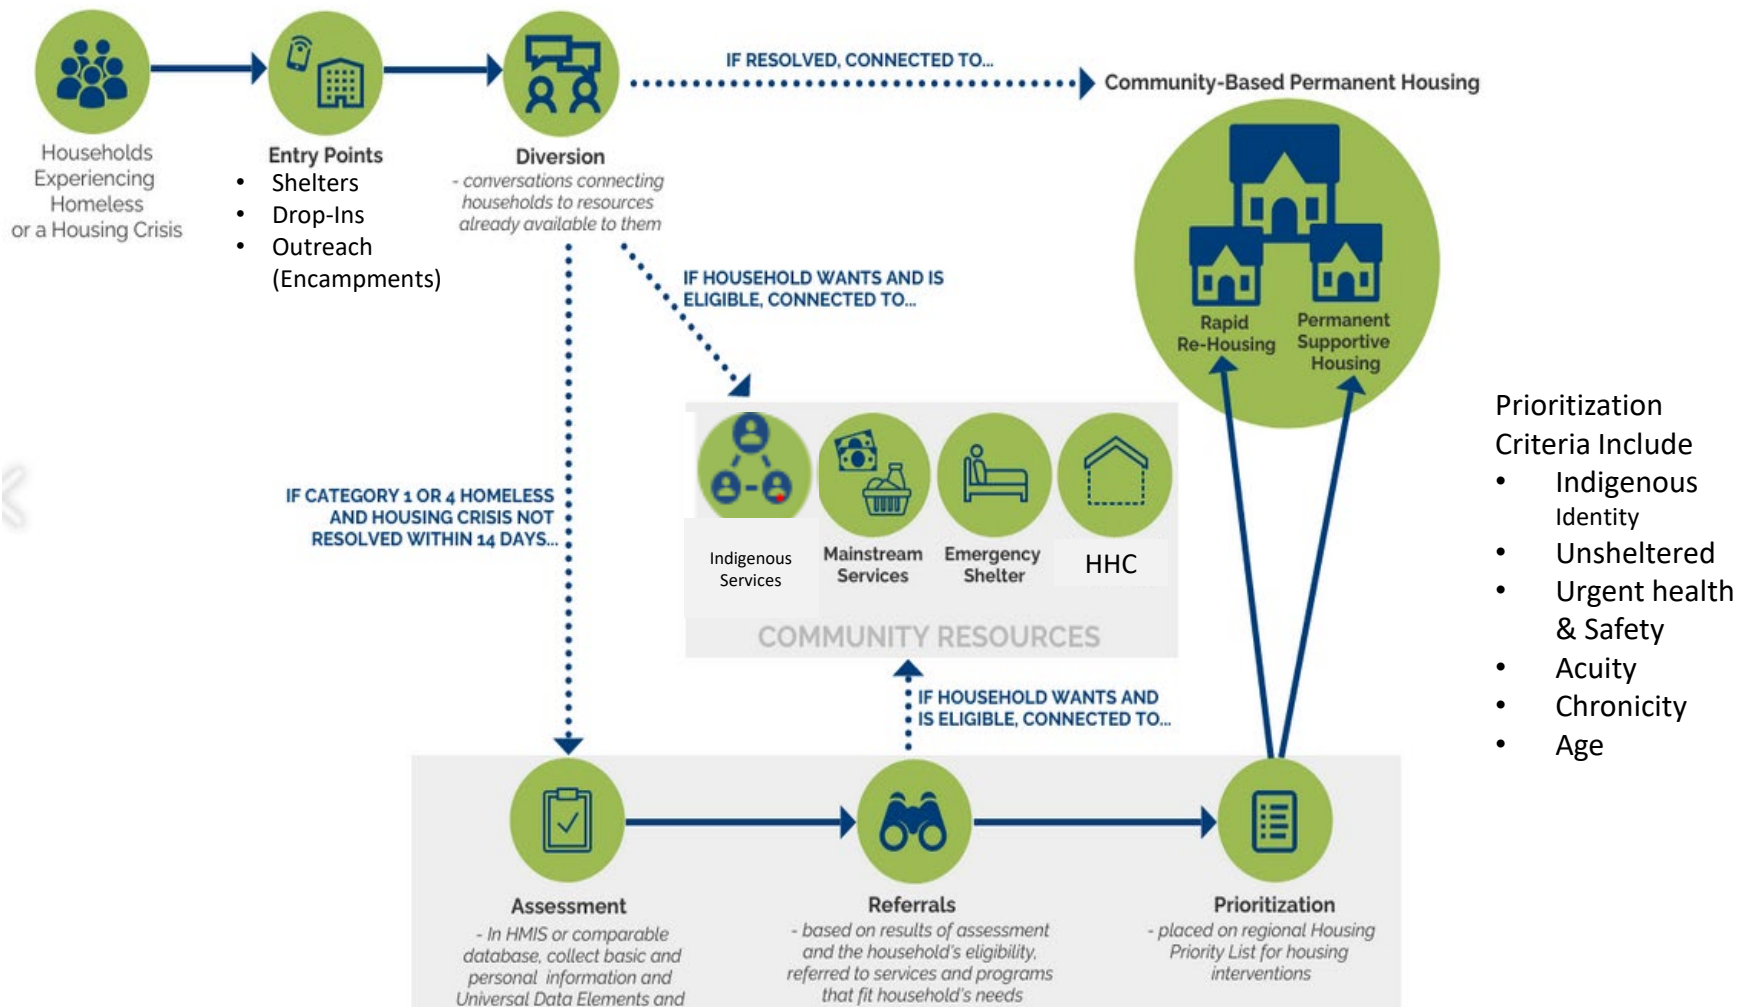 Households
Experiencing
Homeless
or a Housing Crisis
Entry Points
• Shelters
• Drop-Ins
• Outreach
(Encampments)
Diversion
- conversations connecting
households to resources
already available to them
IF RESOLVED, CONNECTED TO...
Community-Based Permanent Housing
Rapid
Re-Housing
Permanent
Supportive
Housing
IF HOUSEHOLD WANTS AND IS
ELIGIBLE, CONNECTED TO...
IF CATEGORY 1 OR 4 HOMELESS
AND HOUSING CRISIS NOT
RESOLVED WITHIN 14 DAYS...
Indigenous
Services
Mainstream
Services
Emergency
Shelter
HHC
COMMUNITY RESOURCES
IF HOUSEHOLD WANTS AND
IS ELIGIBLE, CONNECTED TO...
Prioritization
Criteria Include
• Indigenous
Identity
• Unsheltered
• Urgent health
& Safety
• Acuity
• Chronicity
• Age
Assessment
- In HMIS or comparable
database, collect basic and
personal information and
Universal Data Elements and
Referrals
- based on results of assessment
and the household's eligibility,
referred to services and programs
that fit household's needs
Prioritization
- placed on regional Housing
Priority List for housing
interventions